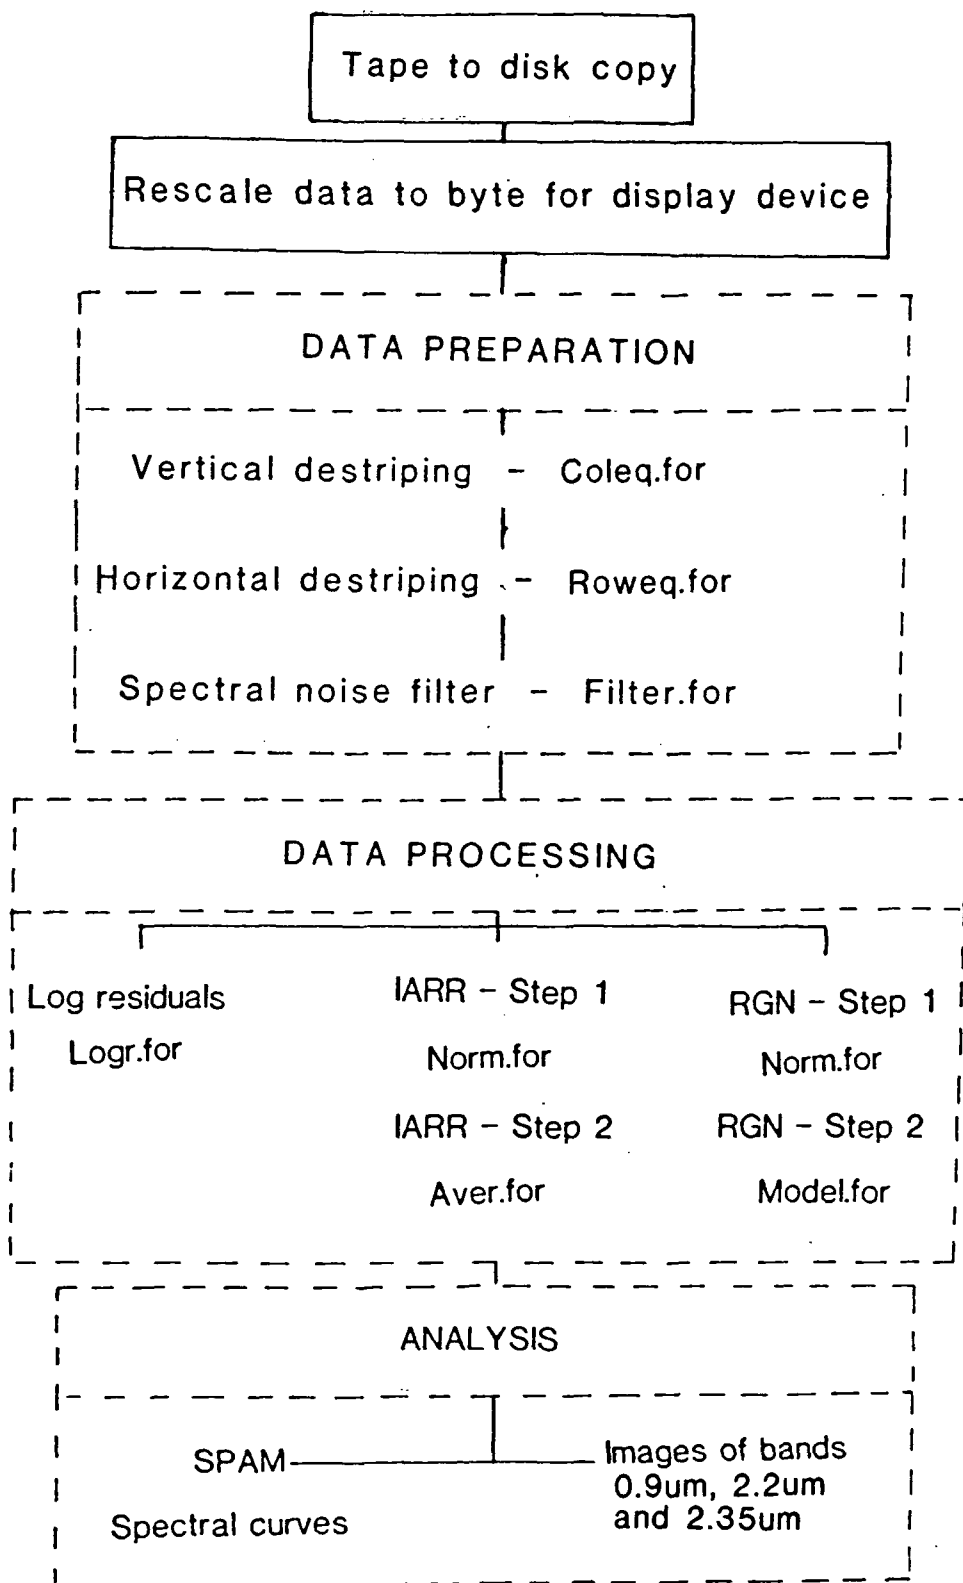 Tape to disk copy
Rescale data to byte for display device
DATA PREPARATION
Vertical destriping - Coleq.for
Horizontal destriping - Roweq.for
Spectral noise filter - Filter.for
DATA PROCESSING
Log residuals
Logr.for
IARR - Step 1
Norm.for
IARR - Step 2
Aver.for
RGN - Step 1
Norm.for
RGN - Step 2
Model.for
ANALYSIS
SPAM
Spectral curves
Images of bands
0.9um, 2.2um
and 2.35um